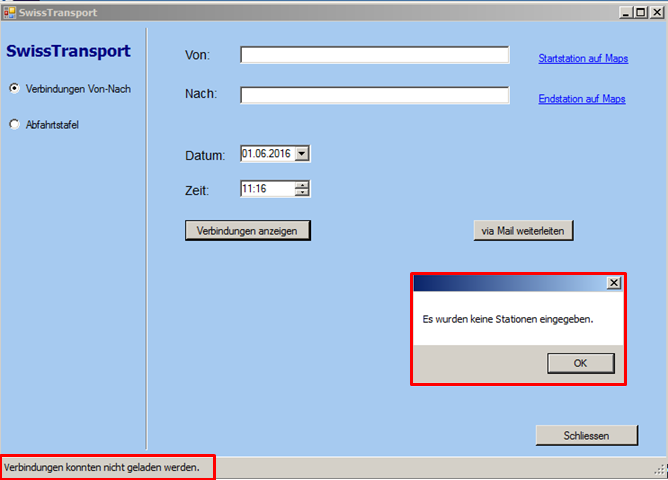 SwissTransport
SwissTransport
Verbindungen Von-Nach
Abfahrtstafel
Von:
Startstation auf Maps
Nach:
Endstation auf Maps
Datum:
01.06.2016
Zeit:
11:16
Verbindungen anzeigen
via Mail weiterleiten
Es wurden keine Stationen eingegeben.
OK
Schliessen
Verbindungen konnten nicht geladen werden.